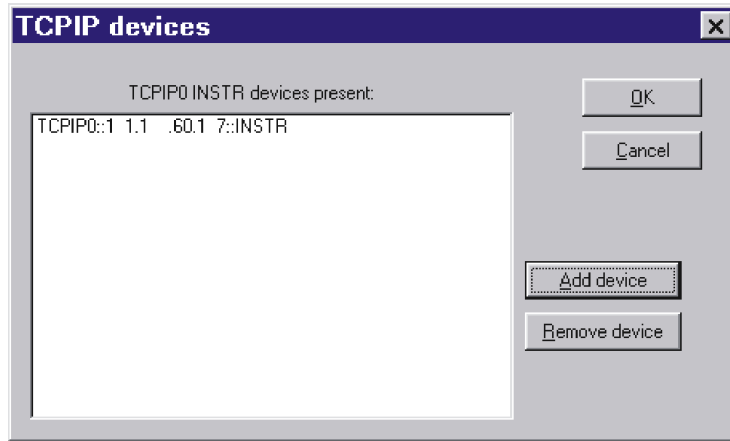 TCPIP devices
TCPIP0 INSTR devices present:
TCPIP0::1 1.1 .60.1 7::INSTR
OK
Cancel
Add device
Remove device